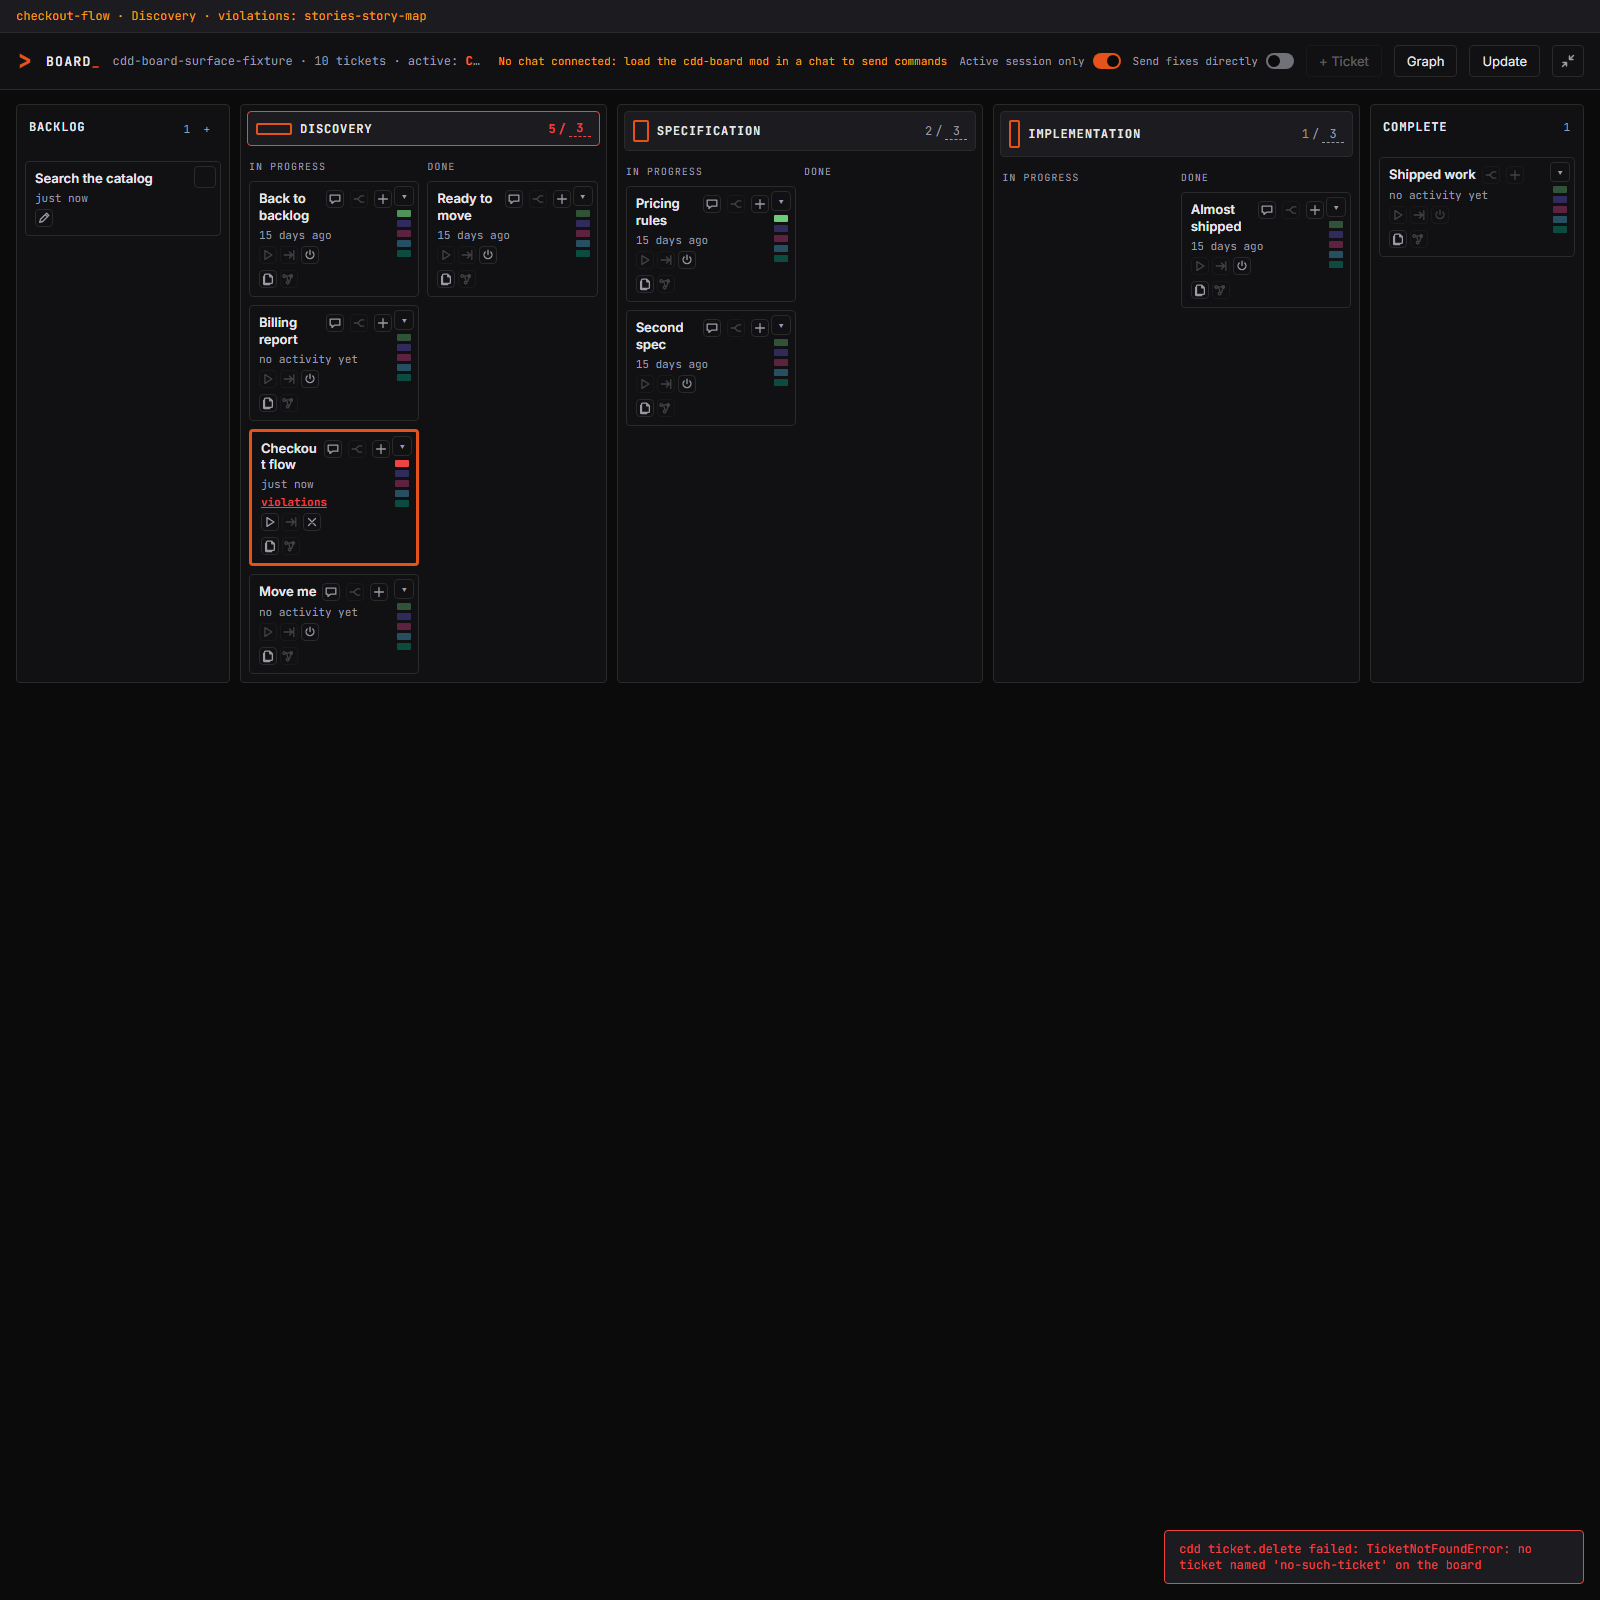 checkout-flow · Discovery · violations: stories-story-map
> BOARD_ cdd-board-surface-fixture · 10 tickets · active: C… No chat connected: load the cdd-board mod in a chat to send commands Active session only Send fixes directly + Ticket Graph Update
BACKLOG 1 +
Search the catalog
just now
DISCOVERY 5 / 3
IN PROGRESS
Back to
backlog
15 days ago
Billing
report
no activity yet
Checkou
t flow
just now
violations
Move me
no activity yet
DONE
Ready to
move
15 days ago
SPECIFICATION 2 / 3
IN PROGRESS
Pricing
rules
15 days ago
Second
spec
15 days ago
DONE
IMPLEMENTATION 1 / 3
IN PROGRESS
DONE
Almost
shipped
15 days ago
COMPLETE 1
Shipped work
no activity yet
cdd ticket.delete failed: TicketNotFoundError: no
ticket named 'no-such-ticket' on the board